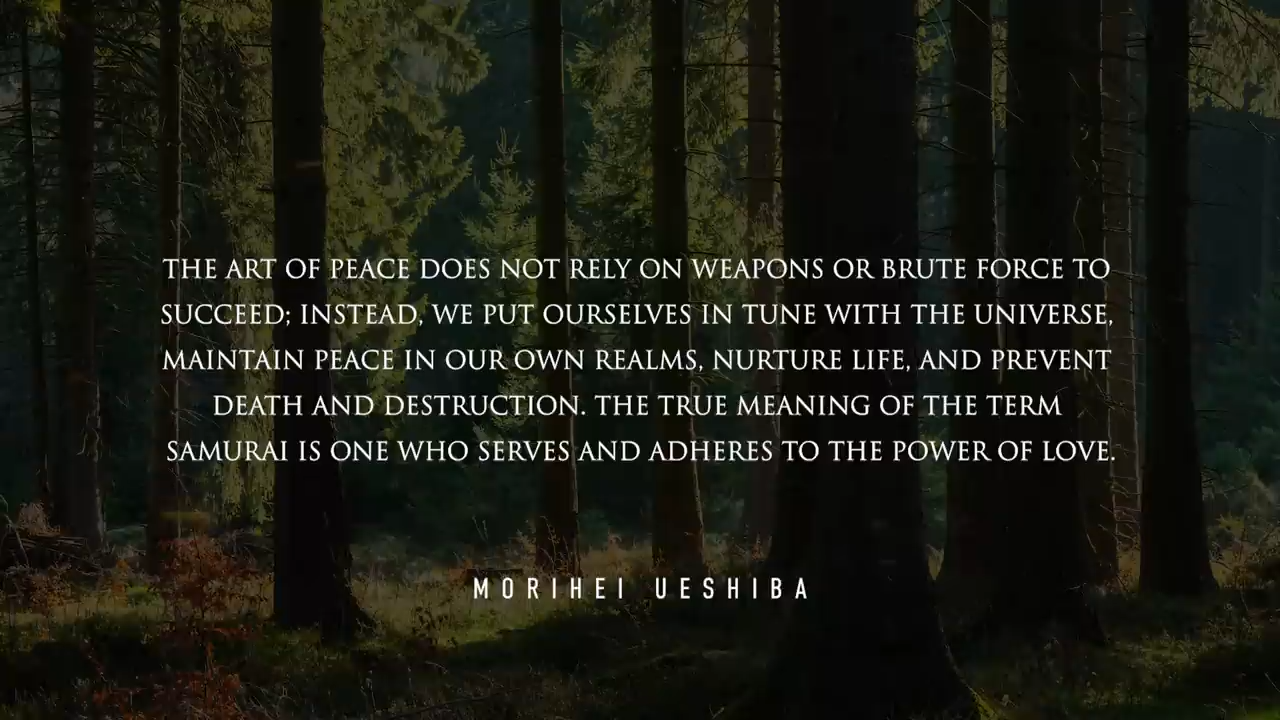 THE ART OF PEACE DOES NOT RELY ON WEAPONS OR BRUTE FORCE TO
SUCCEED; INSTEAD, WE PUT OURSELVES IN TUNE WITH THE UNIVERSE,
MAINTAIN PEACE IN OUR OWN REALMS, NURTURE LIFE, AND PREVENT
DEATH AND DESTRUCTION. THE TRUE MEANING OF THE TERM
SAMURAI IS ONE WHO SERVES AND ADHERES TO THE POWER OF LOVE.
MORIHEI UESHIBA